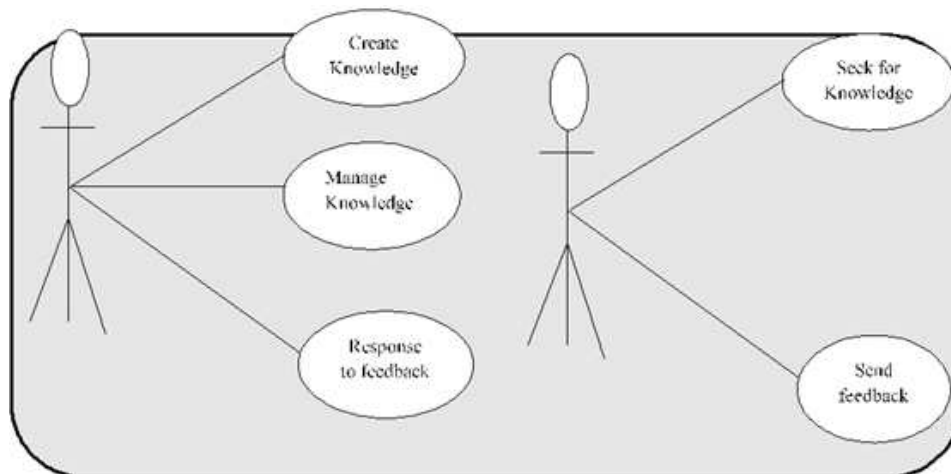 Create
Knowledge
Manage
Knowledge
Response
to feedback
Seek for
Knowledge
Send
feedback